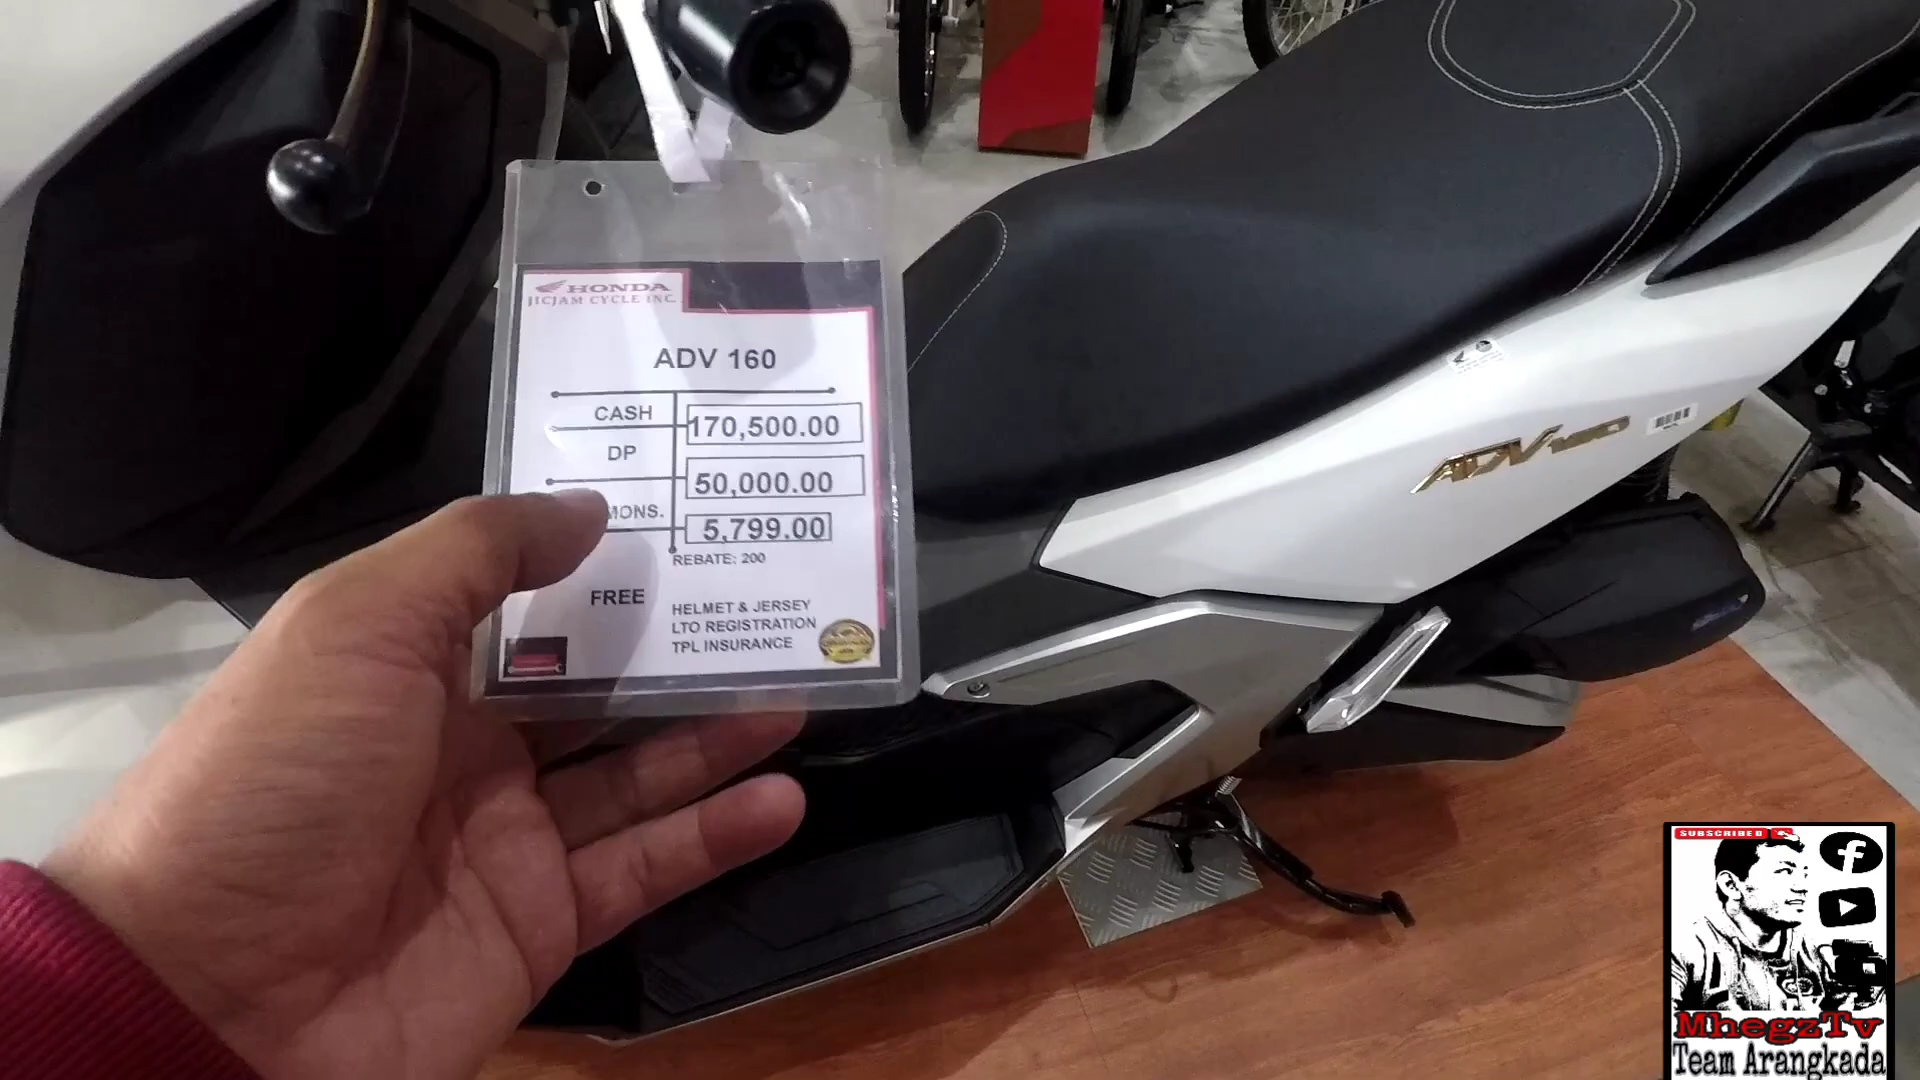 HONDA
JICJAM CYCLE INC.
ADV 160
CASH 170,500.00
DP 50,000.00
MONS. 5,799.00
REBATE: 200
FREE
HELMET & JERSEY
LTO REGISTRATION
TPL INSURANCE
ADV160
SUBSCRIBED
MhegzTv
Team Arangkada